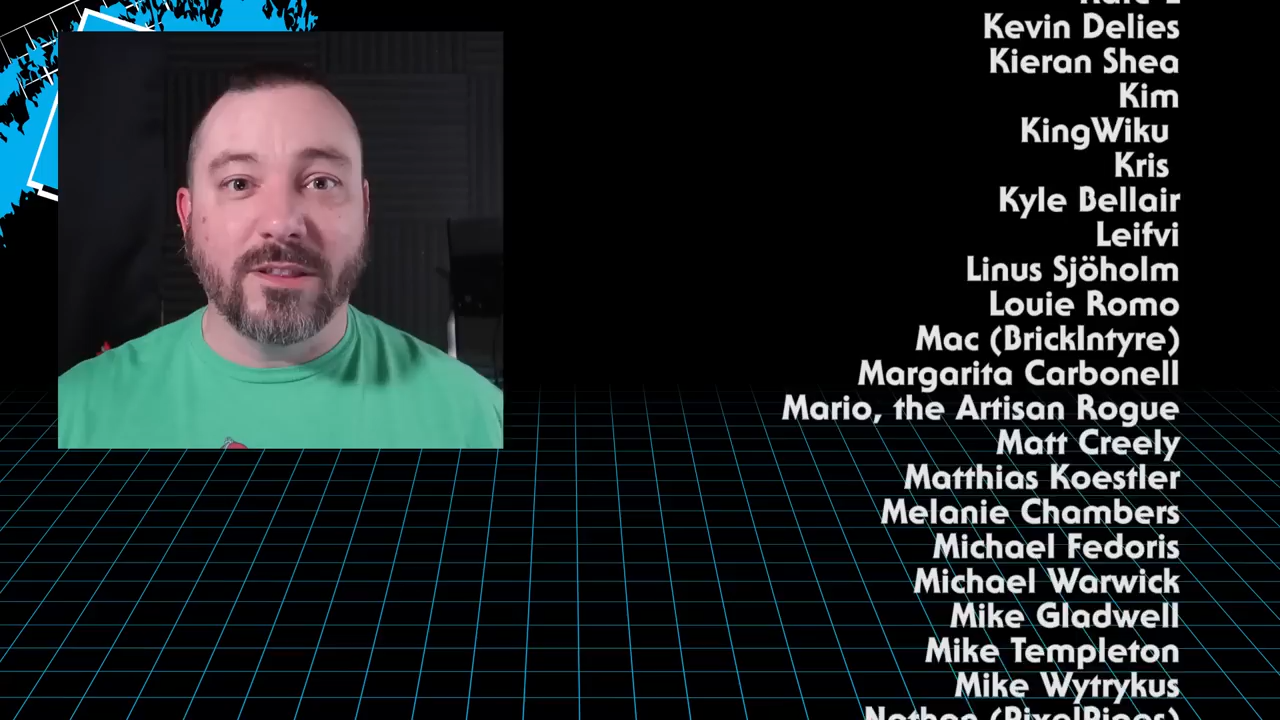 Kevin Delies
Kieran Shea
Kim
KingWiku
Kris
Kyle Bellair
Leifvi
Linus Sjöholm
Louie Romo
Mac (BrickIntyre)
Margarita Carbonell
Mario, the Artisan Rogue
Matt Creely
Matthias Koestler
Melanie Chambers
Michael Fedoris
Michael Warwick
Mike Gladwell
Mike Templeton
Mike Wytrykus
Nathan (PixelPipes)